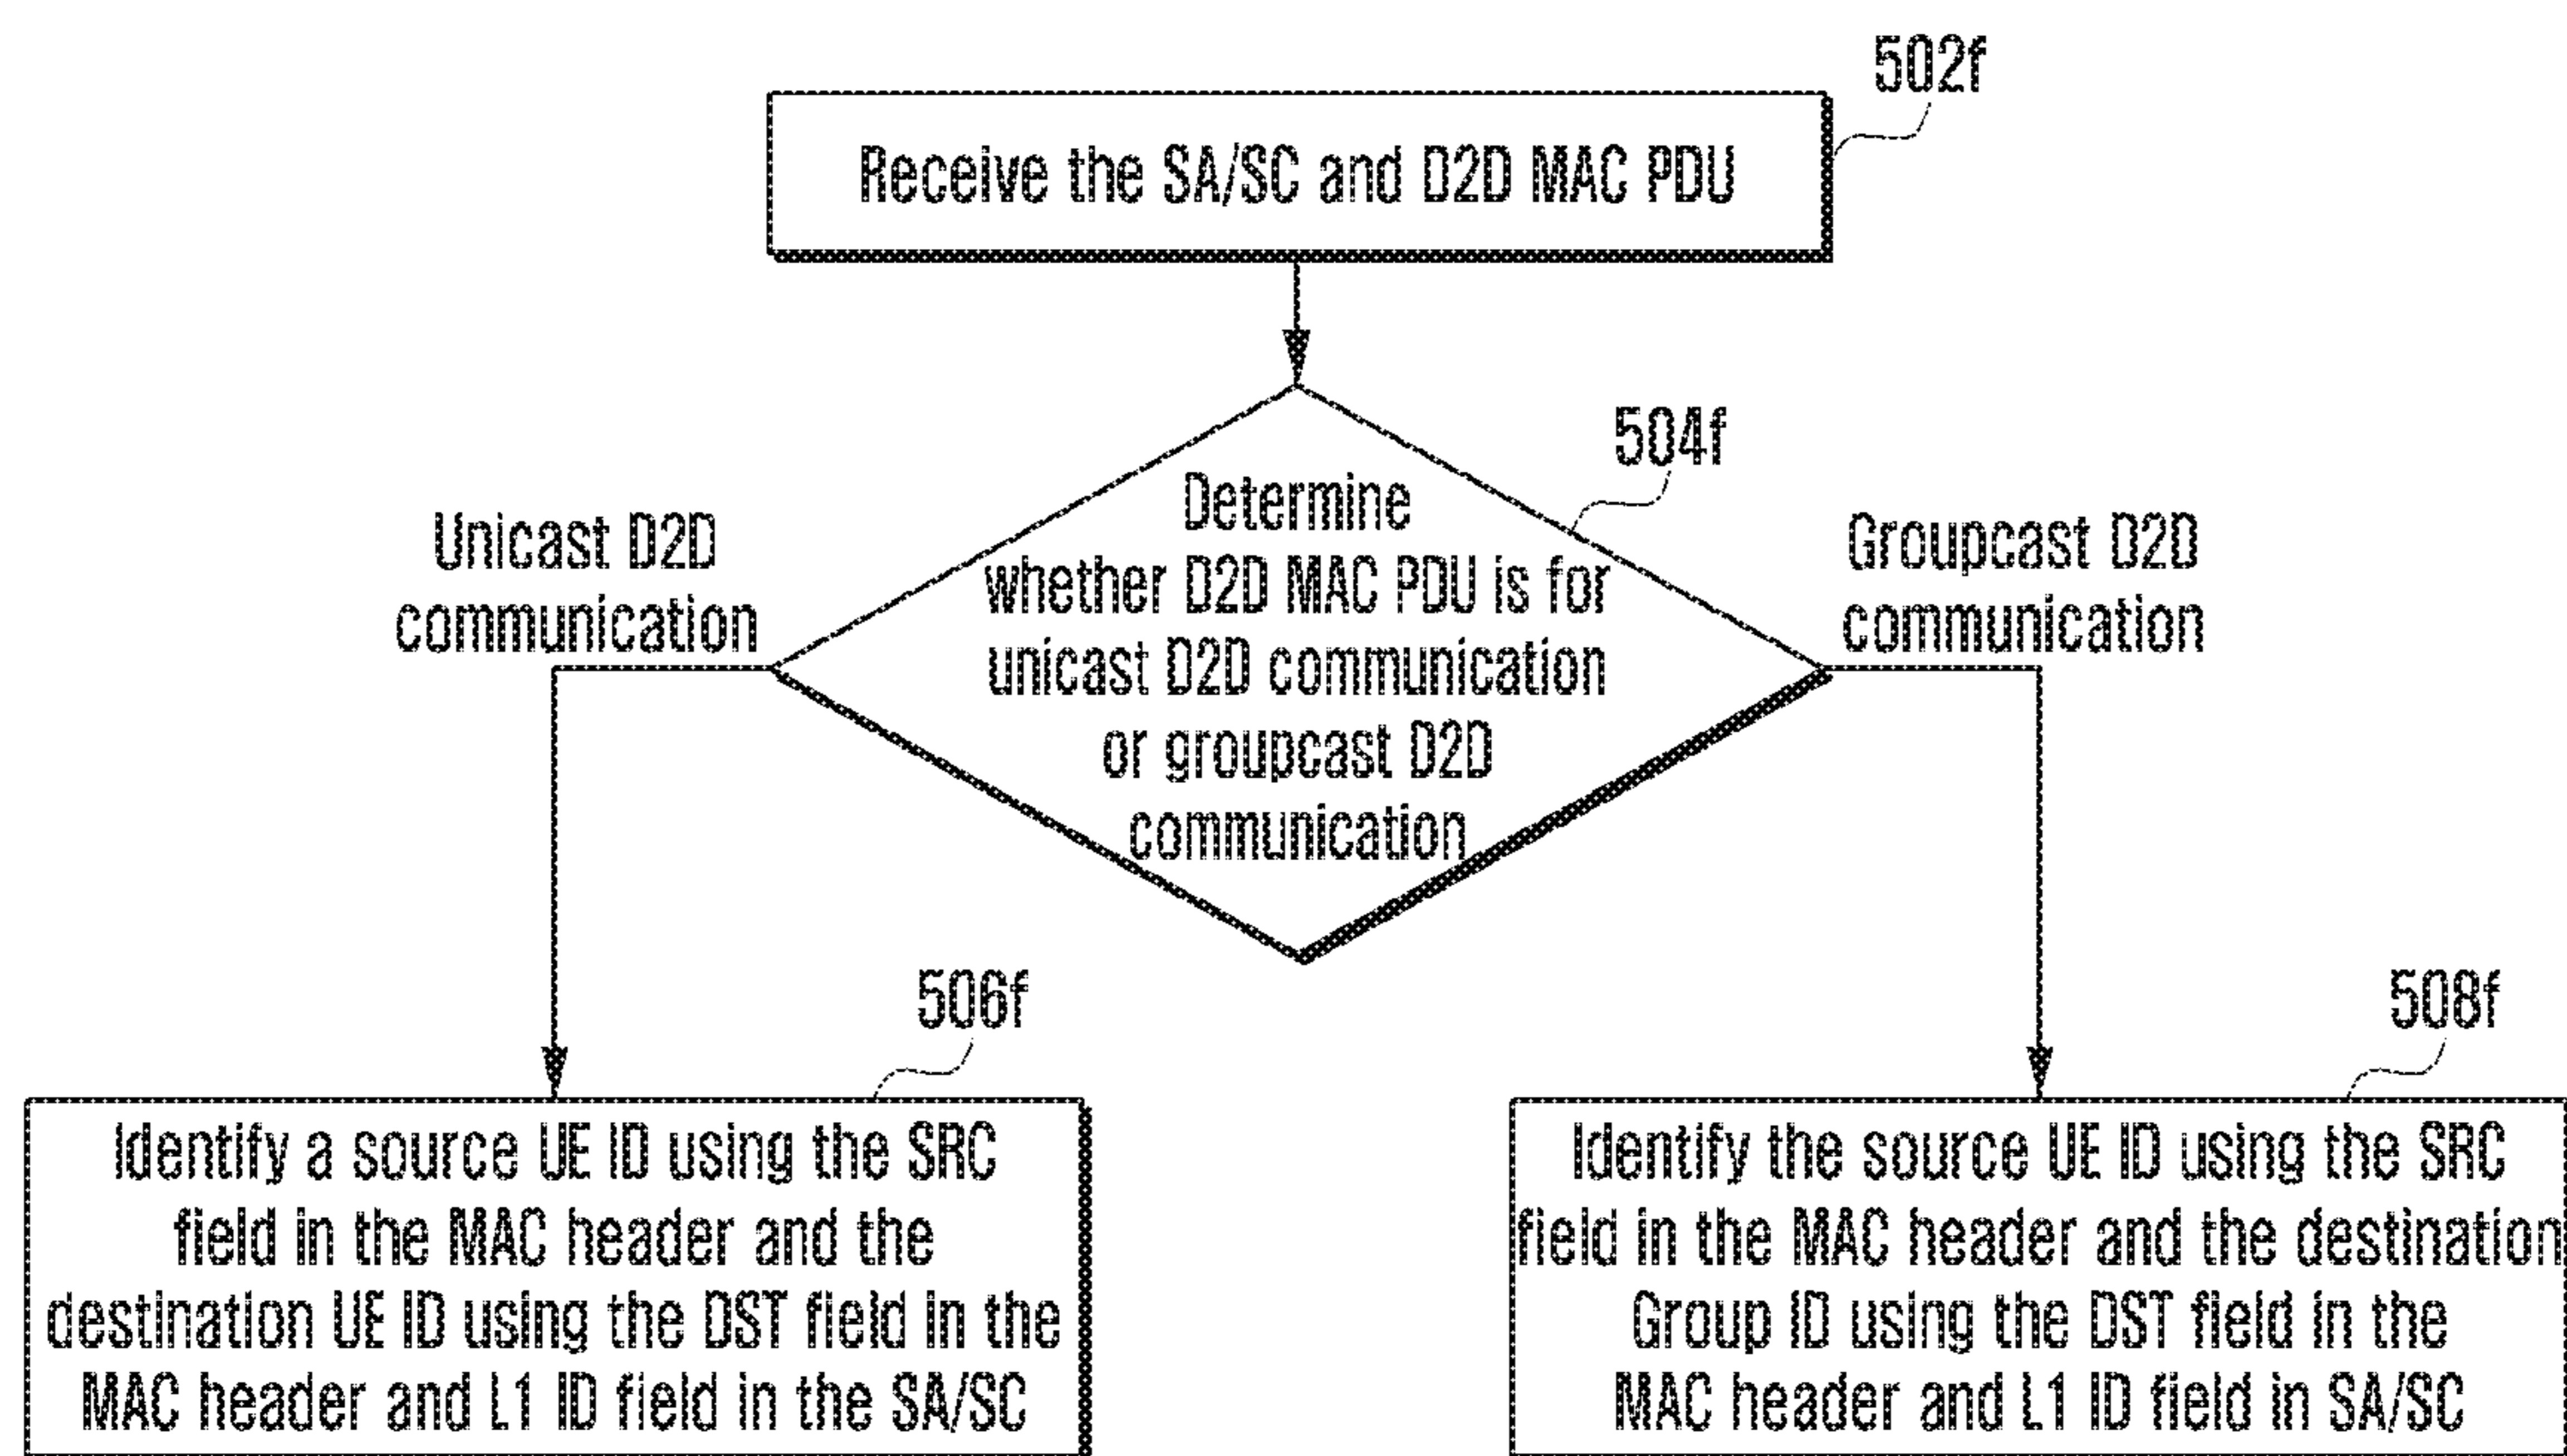 502f
Receive the SA/SC and D2D MAC PDU
504f
Determine
whether D2D MAC PDU is for
unicast D2D communication
or groupcast D2D
communication
Unicast D2D
communication
Groupcast D2D
communication
506f
Identify a source UE ID using the SRC
field in the MAC header and the
destination UE ID using the DST field in the
MAC header and L1 ID field in the SA/SC
508f
Identify the source UE ID using the SRC
field in the MAC header and the destination
Group ID using the DST field in the
MAC header and L1 ID field in SA/SC